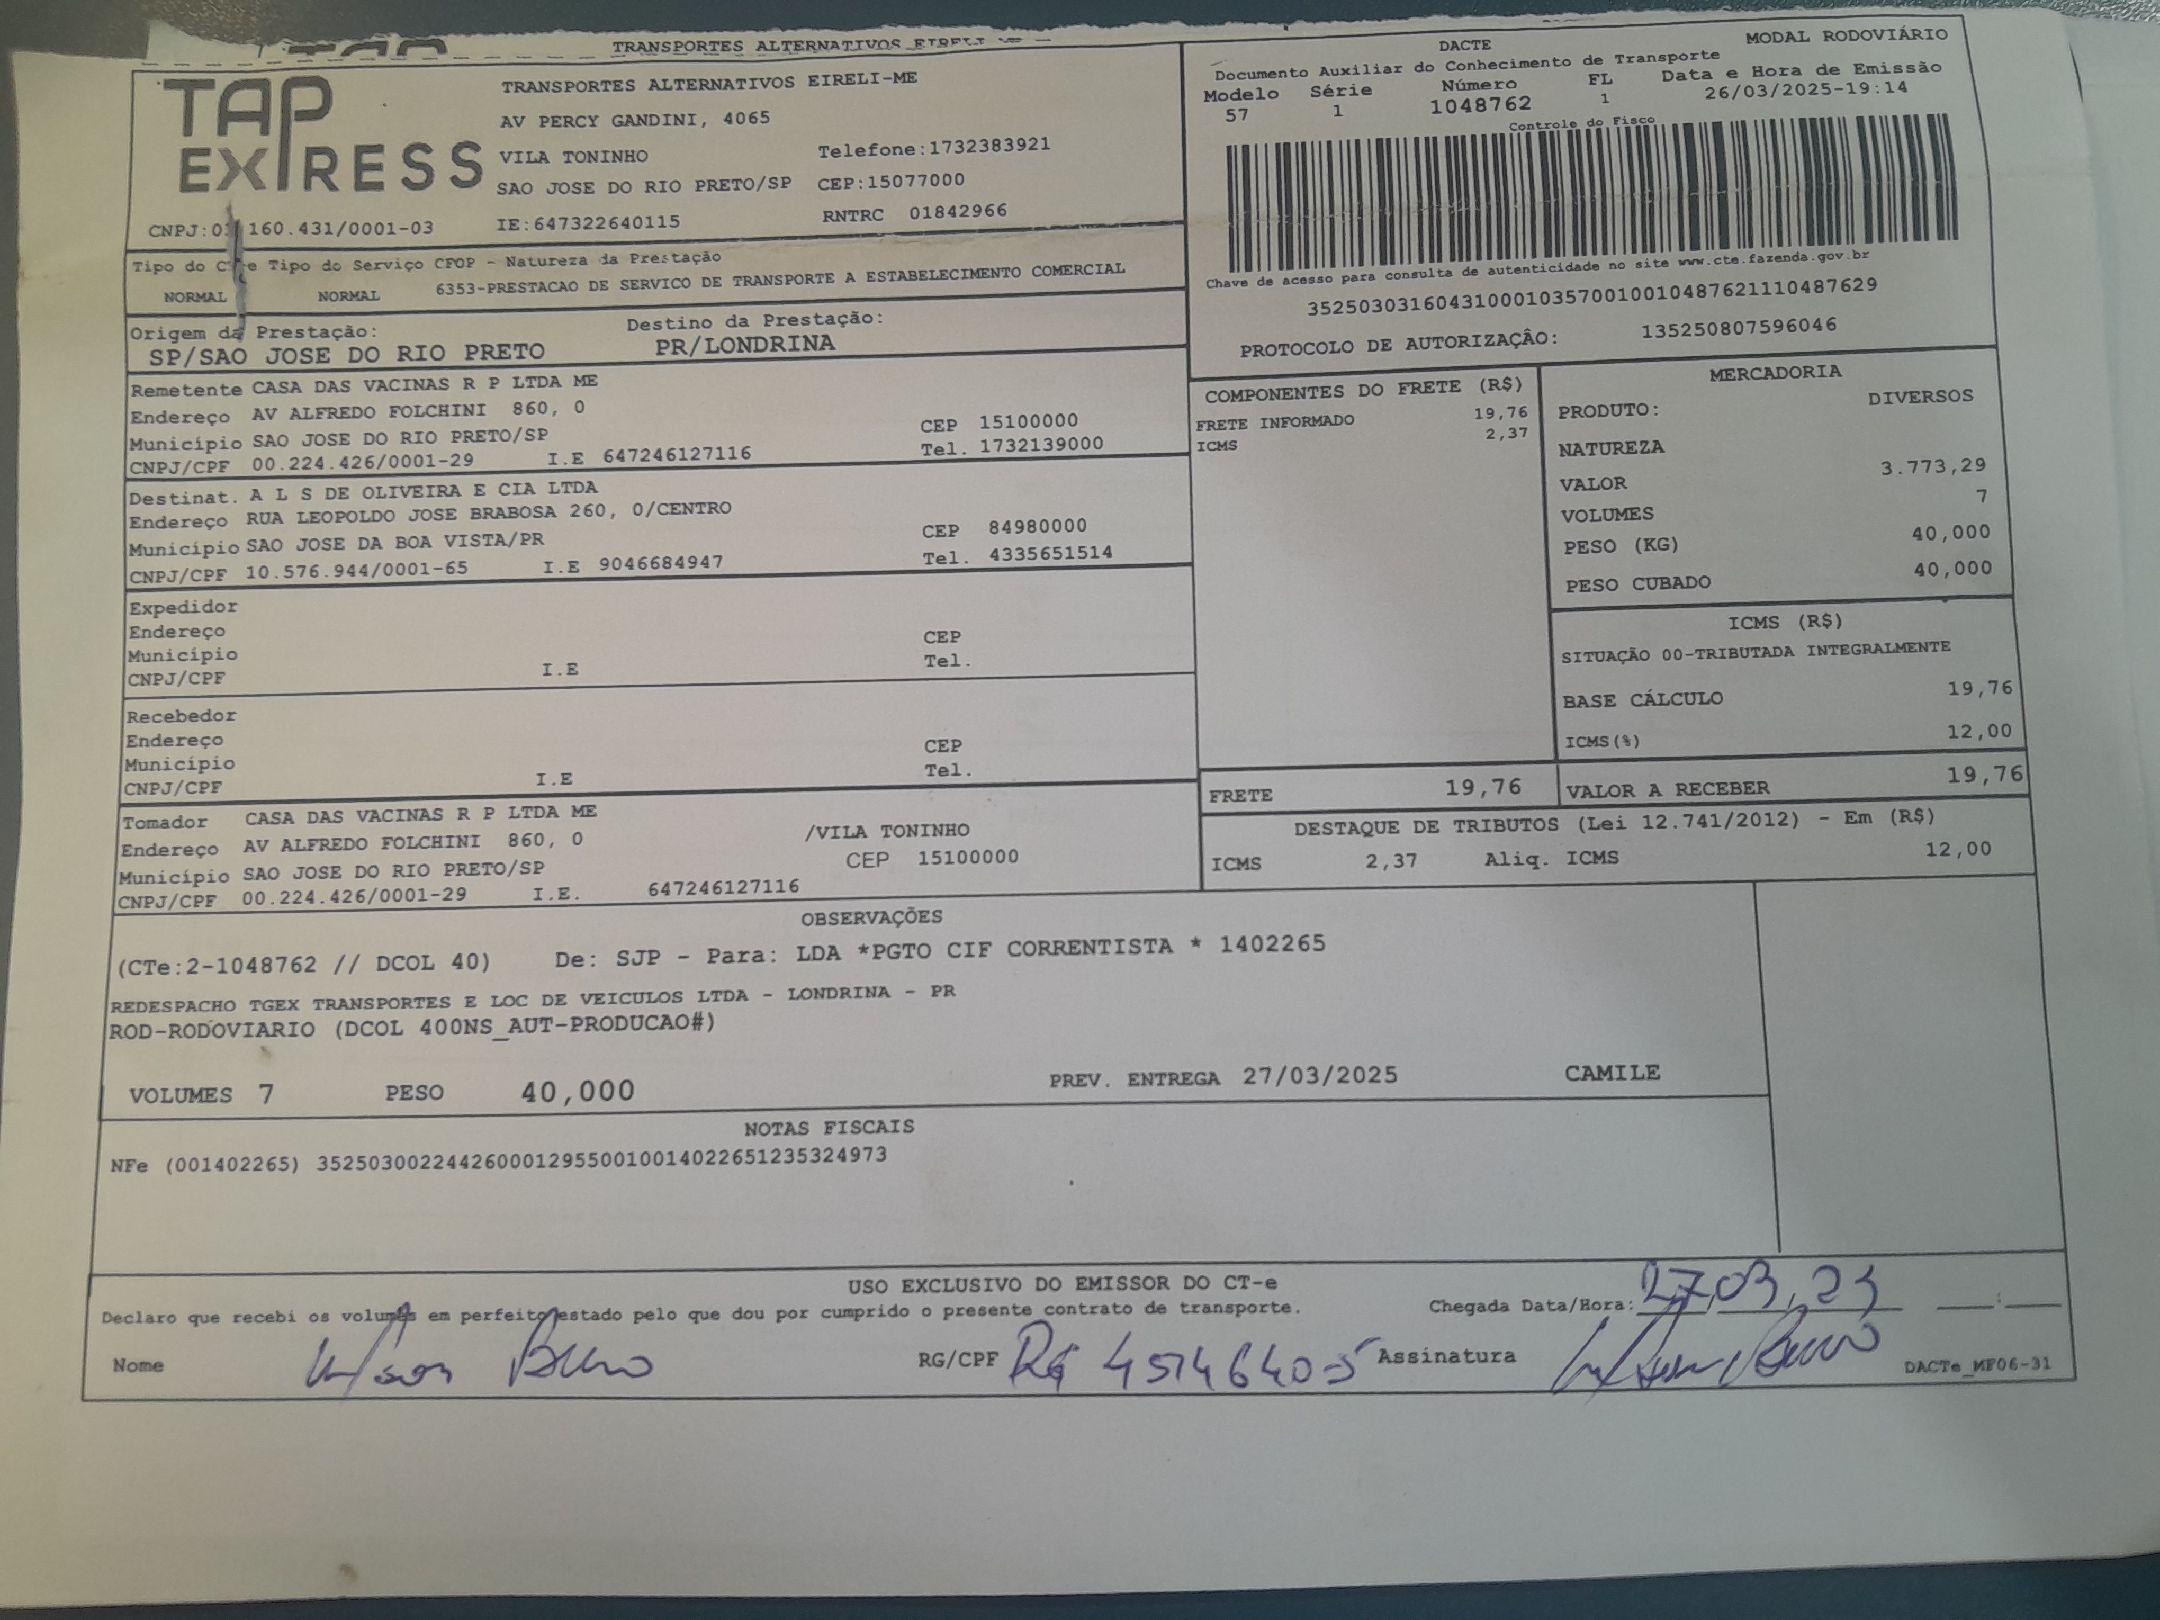 TRANSPORTES ALTERNATIVOS EIRELI
TAP EXPRESS
TRANSPORTES ALTERNATIVOS EIRELI-ME
AV PERCY GANDINI, 4065
VILA TONINHO Telefone:1732383921
SAO JOSE DO RIO PRETO/SP CEP:15077000
CNPJ:03 160.431/0001-03 IE:647322640115 RNTRC 01842966
DACTE MODAL RODOVIÁRIO
Documento Auxiliar do Conhecimento de Transporte
Modelo Série Número FL Data e Hora de Emissão
57 1 1048762 1 26/03/2025-19:14
Controle do Fisco
Chave de acesso para consulta de autenticidade no site www.cte.fazenda.gov.br
35250303160431000103570010010487621110487629
PROTOCOLO DE AUTORIZAÇÂO: 135250807596046
Tipo do Cte Tipo do Serviço CFOP - Natureza da Prestação
NORMAL NORMAL 6353-PRESTACAO DE SERVICO DE TRANSPORTE A ESTABELECIMENTO COMERCIAL
Origem da Prestação: Destino da Prestação:
SP/SAO JOSE DO RIO PRETO PR/LONDRINA
Remetente CASA DAS VACINAS R P LTDA ME
Endereço AV ALFREDO FOLCHINI 860, 0 CEP 15100000
Município SAO JOSE DO RIO PRETO/SP Tel. 1732139000
CNPJ/CPF 00.224.426/0001-29 I.E 647246127116
Destinat. A L S DE OLIVEIRA E CIA LTDA
Endereço RUA LEOPOLDO JOSE BRABOSA 260, 0/CENTRO CEP 84980000
Município SAO JOSE DA BOA VISTA/PR Tel. 4335651514
CNPJ/CPF 10.576.944/0001-65 I.E 9046684947
Expedidor
Endereço CEP
Município Tel.
CNPJ/CPF I.E
Recebedor
Endereço CEP
Município Tel.
CNPJ/CPF I.E
Tomador CASA DAS VACINAS R P LTDA ME
Endereço AV ALFREDO FOLCHINI 860, 0 /VILA TONINHO
Município SAO JOSE DO RIO PRETO/SP CEP 15100000
CNPJ/CPF 00.224.426/0001-29 I.E. 647246127116
COMPONENTES DO FRETE (R$)
FRETE INFORMADO 19,76
ICMS 2,37
MERCADORIA
PRODUTO: DIVERSOS
NATUREZA
VALOR 3.773,29
VOLUMES 7
PESO (KG) 40,000
PESO CUBADO 40,000
ICMS (R$)
SITUAÇÃO 00-TRIBUTADA INTEGRALMENTE
BASE CÁLCULO 19,76
ICMS(%) 12,00
FRETE 19,76 VALOR A RECEBER 19,76
DESTAQUE DE TRIBUTOS (Lei 12.741/2012) - Em (R$)
ICMS 2,37 Aliq. ICMS 12,00
OBSERVAÇÕES
(CTe:2-1048762 // DCOL 40) De: SJP - Para: LDA *PGTO CIF CORRENTISTA * 1402265
REDESPACHO TGEX TRANSPORTES E LOC DE VEICULOS LTDA - LONDRINA - PR
ROD-RODOVIARIO (DCOL 400NS_AUT-PRODUCAO#)
VOLUMES 7 PESO 40,000 PREV. ENTREGA 27/03/2025 CAMILE
NOTAS FISCAIS
NFe (001402265) 35250300224426000129550010014022651235324973
USO EXCLUSIVO DO EMISSOR DO CT-e
Declaro que recebi os volumes em perfeito estado pelo que dou por cumprido o presente contrato de transporte. Chegada Data/Hora: 27,03,
Nome RG/CPF RG 45146405 Assinatura
DACTe_MF06-31